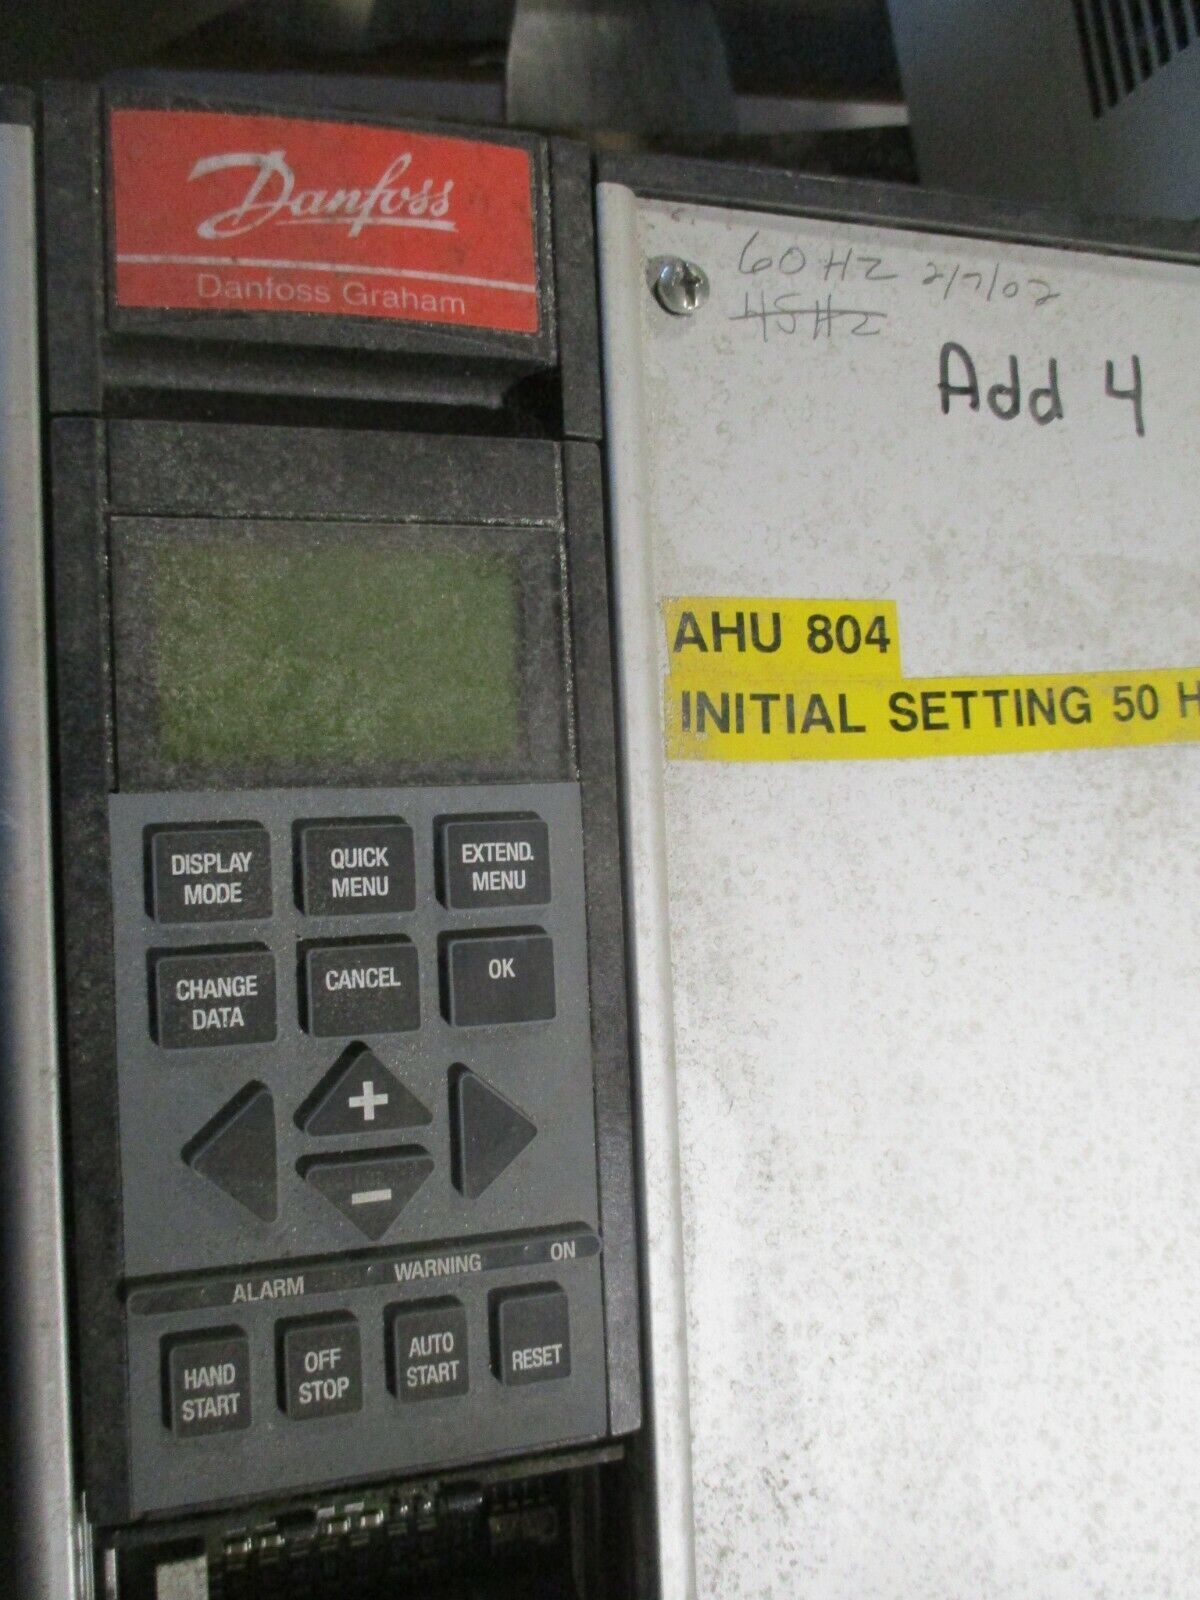 Danfoss
Danfoss Graham
60 HZ 2/7/02
45HZ
Add 4
AHU 804
INITIAL SETTING 50 H
DISPLAY
MODE
QUICK
MENU
EXTEND.
MENU
CHANGE
DATA
CANCEL
OK
+
-
ALARM
WARNING
ON
HAND
START
OFF
STOP
AUTO
START
RESET